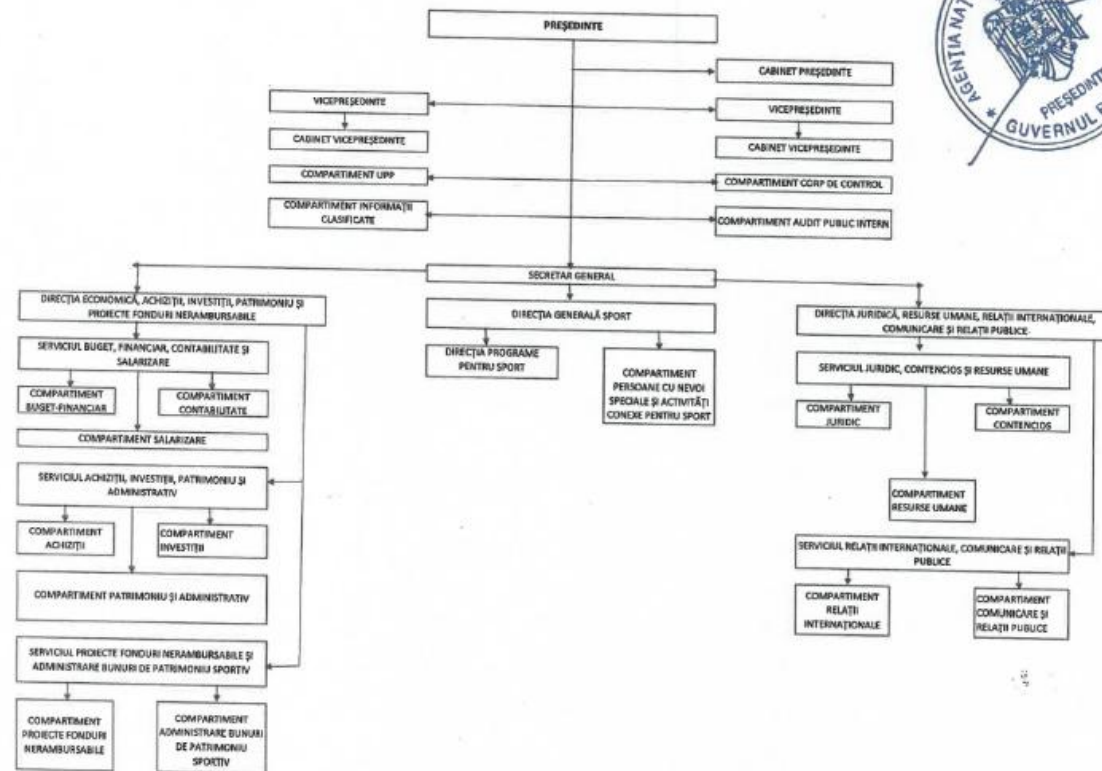 PREȘEDINTE
AGENȚIA NAȚ
PREȘEDINTE
GUVERNUL
CABINET PREȘEDINTE
VICEPREȘEDINTE
VICEPREȘEDINTE
CABINET VICEPREȘEDINTE
CABINET VICEPREȘEDINTE
COMPARTIMENT UPP
COMPARTIMENT CORP DE CONTROL
COMPARTIMENT INFORMAȚII
CLASIFICATE
COMPARTIMENT AUDIT PUBLIC INTERN
SECRETAR GENERAL
DIRECȚIA ECONOMICĂ, ACHIZIȚII, INVESTIȚII, PATRIMONIU ȘI
PROIECTE FONDURI NERAMBURSABILE
SERVICIUL BUGET, FINANCIAR, CONTABILITATE ȘI
SALARIZARE
COMPARTIMENT
BUGET-FINANCIAR
COMPARTIMENT
CONTABILITATE
COMPARTIMENT SALARIZARE
SERVICIUL ACHIZIȚII, INVESTIȚII, PATRIMONIU ȘI
ADMINISTRATIV
COMPARTIMENT
ACHIZIȚII
COMPARTIMENT
INVESTIȚII
COMPARTIMENT PATRIMONIU ȘI ADMINISTRATIV
SERVICIUL PROIECTE FONDURI NERAMBURSABILE ȘI
ADMINISTRARE BUNURI DE PATRIMONIU SPORTIV
COMPARTIMENT
PROIECTE FONDURI
NERAMBURSABILE
COMPARTIMENT
ADMINISTRARE BUNURI
DE PATRIMONIU
SPORTIV
DIRECȚIA GENERALĂ SPORT
DIRECȚIA PROGRAME
PENTRU SPORT
COMPARTIMENT
PERSOANE CU NEVOI
SPECIALE ȘI ACTIVITĂȚI
CONEXE PENTRU SPORT
DIRECȚIA JURIDICĂ, RESURSE UMANE, RELAȚII INTERNAȚIONALE,
COMUNICARE ȘI RELAȚII PUBLICE
SERVICIUL JURIDIC, CONTENCIOS ȘI RESURSE UMANE
COMPARTIMENT
JURIDIC
COMPARTIMENT
CONTENCIOS
COMPARTIMENT
RESURSE UMANE
SERVICIUL RELAȚII INTERNAȚIONALE, COMUNICARE ȘI RELAȚII
PUBLICE
COMPARTIMENT
RELAȚII
INTERNAȚIONALE
COMPARTIMENT
COMUNICARE ȘI
RELAȚII PUBLICE